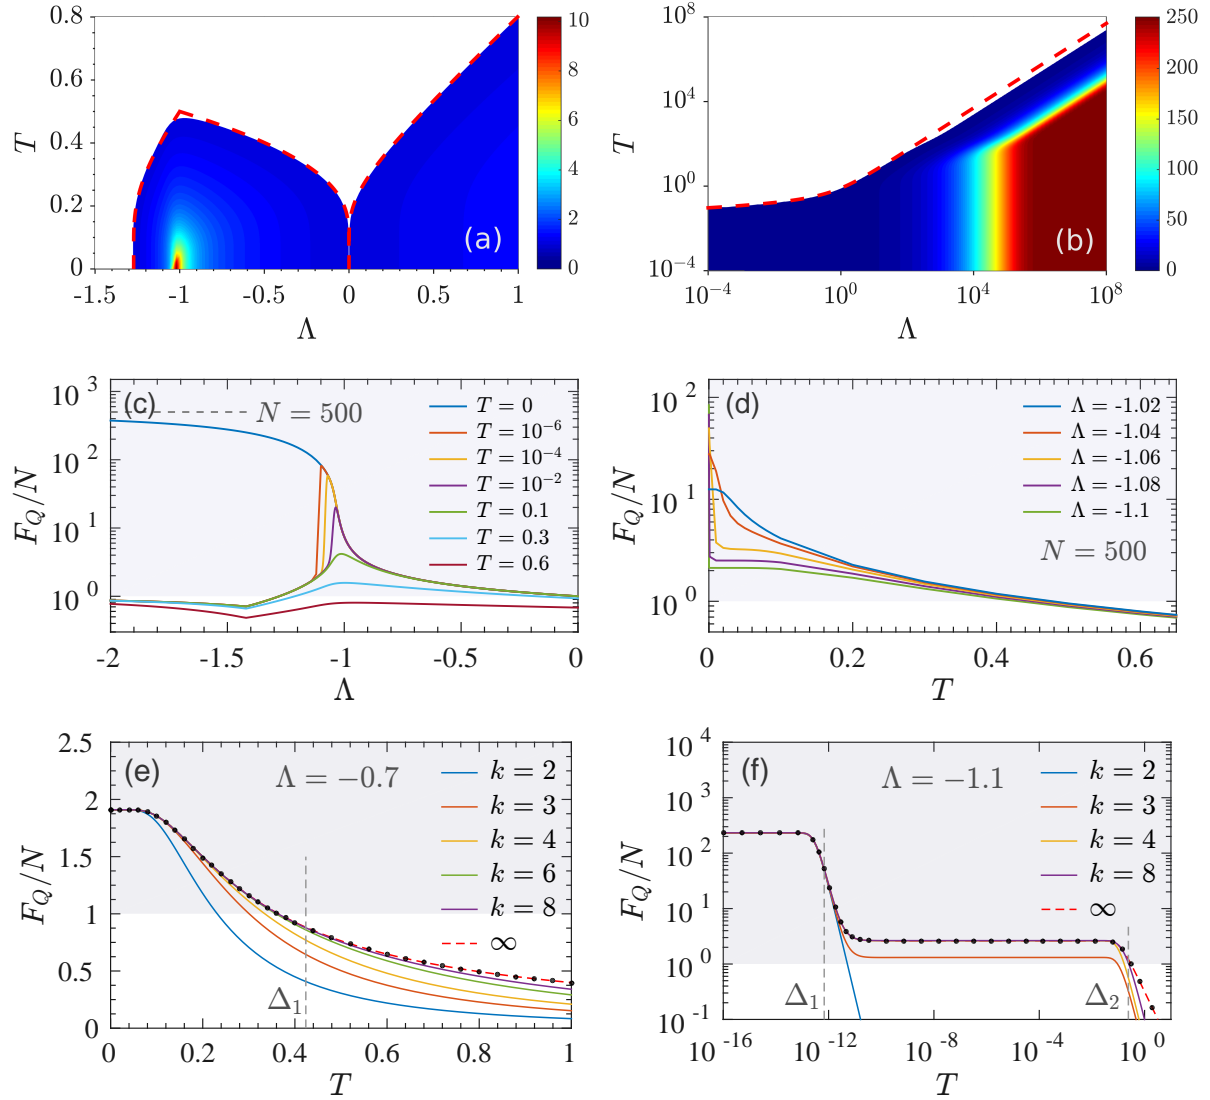 0.8
0.6
0.4
0.2
0
T
-1.5
-1
-0.5
0
0.5
1
Λ
(a)
10
8
6
4
2
0
10^8
10^4
10^0
10^-4
T
10^-4
10^0
10^4
10^8
Λ
(b)
250
200
150
100
50
0
(c)
N = 500
T = 0
T = 10^-6
T = 10^-4
T = 10^-2
T = 0.1
T = 0.3
T = 0.6
10^3
10^2
10^1
10^0
F_Q/N
-2
-1.5
-1
-0.5
0
Λ
(d)
Λ = -1.02
Λ = -1.04
Λ = -1.06
Λ = -1.08
Λ = -1.1
N = 500
10^2
10^1
10^0
F_Q/N
0
0.2
0.4
0.6
T
(e)
Λ = −0.7
k = 2
k = 3
k = 4
k = 6
k = 8
∞
Δ_1
2.5
2
1.5
1
0.5
0
F_Q/N
0
0.2
0.4
0.6
0.8
1
T
(f)
Λ = −1.1
k = 2
k = 3
k = 4
k = 8
∞
Δ_1
Δ_2
10^4
10^3
10^2
10^1
10^0
10^-1
F_Q/N
10^-16
10^-12
10^-8
10^-4
10^0
T